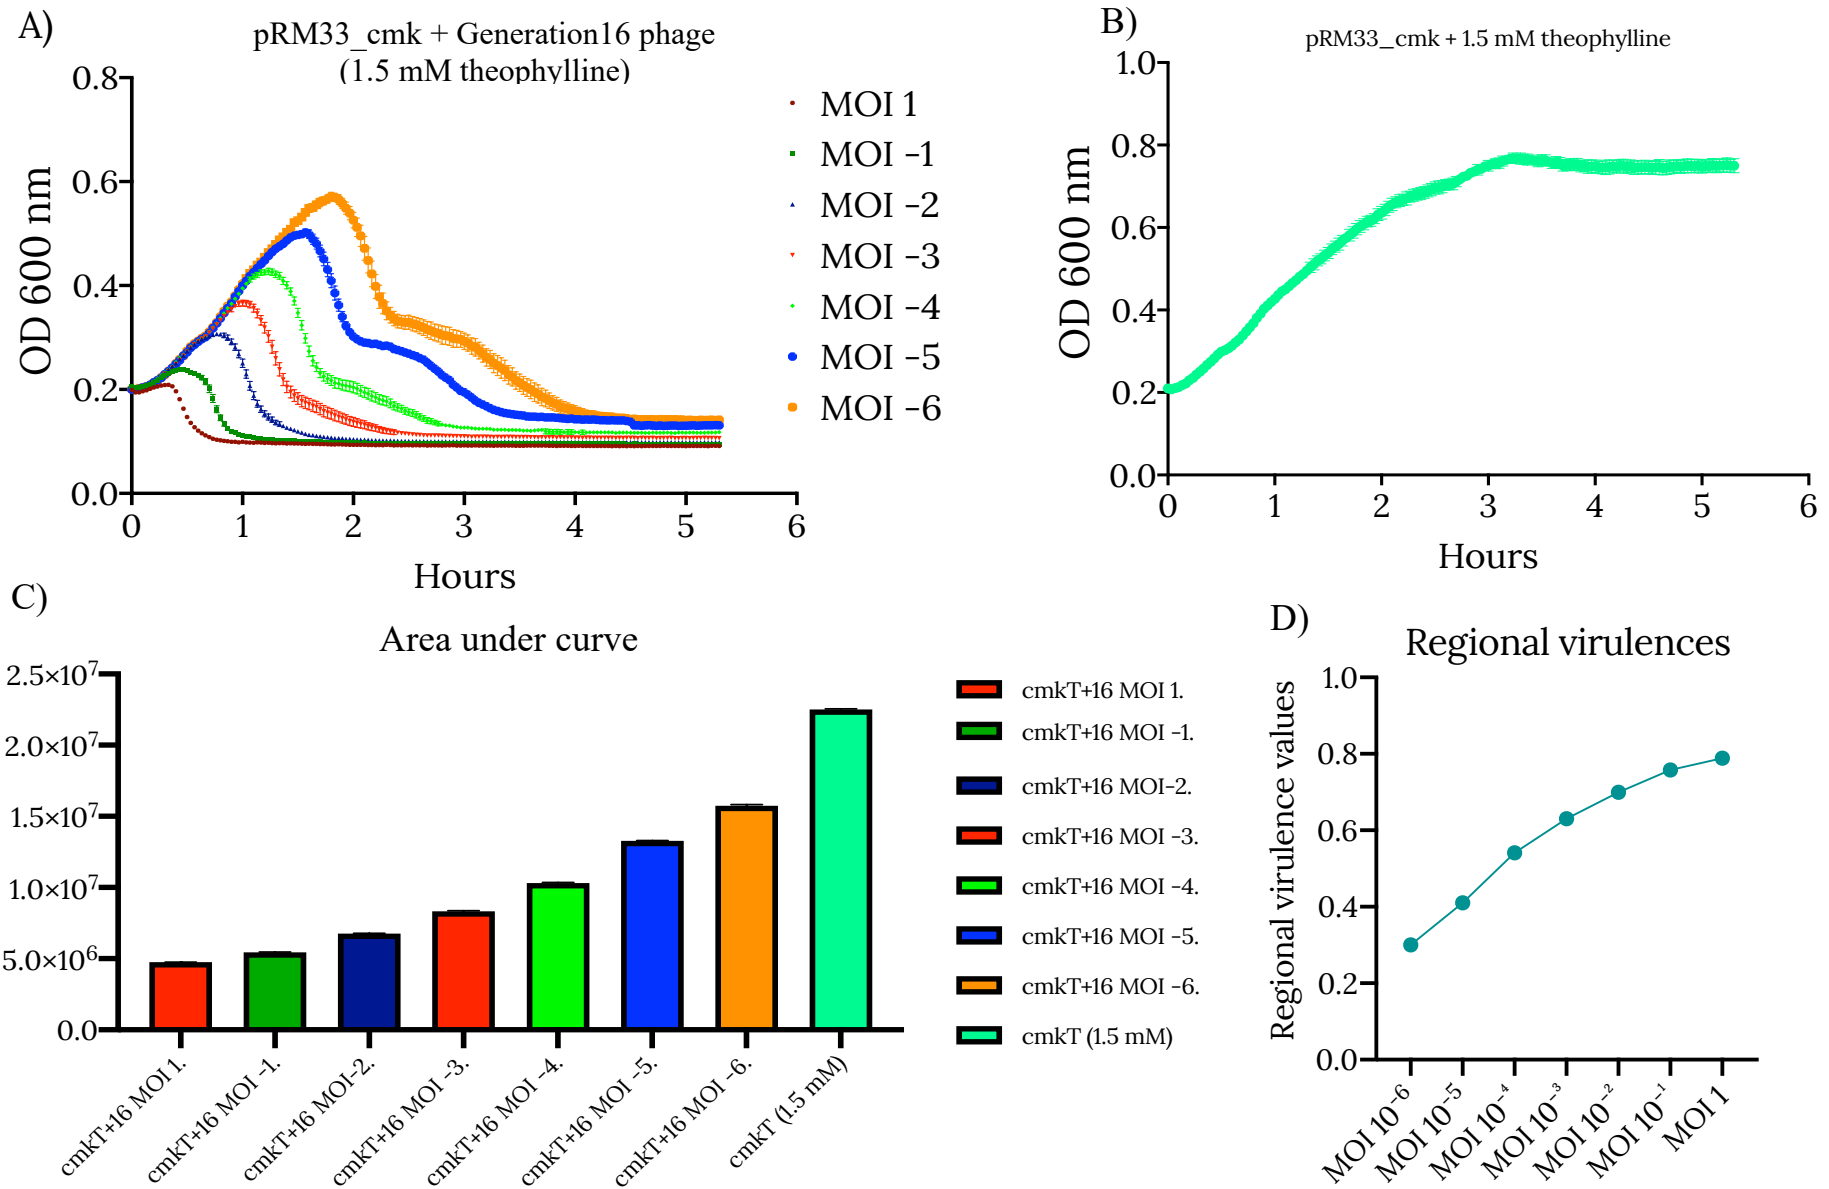 A)
pRM33_cmk + Generation16 phage
(1.5 mM theophylline)
0.8
0.6
0.4
0.2
0.0
OD 600 nm
0 1 2 3 4 5 6
Hours
MOI 1
MOI -1
MOI -2
MOI -3
MOI -4
MOI -5
MOI -6
B)
pRM33_cmk + 1.5 mM theophylline
1.0
0.8
0.6
0.4
0.2
0.0
OD 600 nm
0 1 2 3 4 5 6
Hours
C)
Area under curve
2.5×10⁷
2.0×10⁷
1.5×10⁷
1.0×10⁷
5.0×10⁶
0.0
cmkT+16 MOI 1.
cmkT+16 MOI -1.
cmkT+16 MOI-2.
cmkT+16 MOI -3.
cmkT+16 MOI -4.
cmkT+16 MOI -5.
cmkT+16 MOI -6.
cmkT (1.5 mM)
cmkT+16 MOI 1.
cmkT+16 MOI -1.
cmkT+16 MOI-2.
cmkT+16 MOI -3.
cmkT+16 MOI -4.
cmkT+16 MOI -5.
cmkT+16 MOI -6.
cmkT (1.5 mM)
D)
Regional virulences
Regional virulence values
1.0
0.8
0.6
0.4
0.2
0.0
MOI 10⁻⁶
MOI 10⁻⁵
MOI 10⁻⁴
MOI 10⁻³
MOI 10⁻²
MOI 10⁻¹
MOI 1